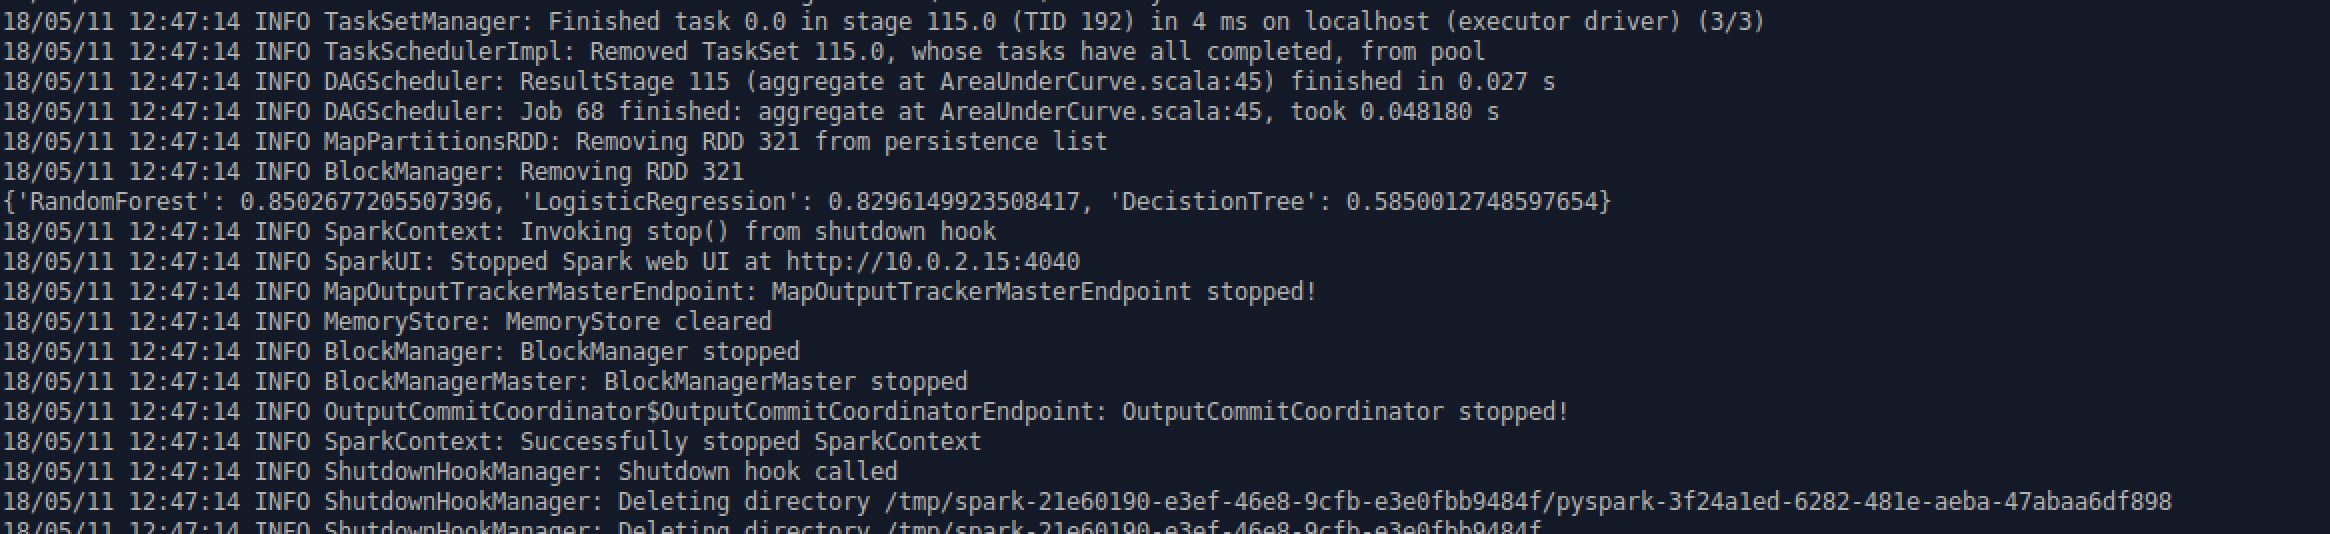 18/05/11 12:47:14 INFO TaskSetManager: Finished task 0.0 in stage 115.0 (TID 192) in 4 ms on localhost (executor driver) (3/3)
18/05/11 12:47:14 INFO TaskSchedulerImpl: Removed TaskSet 115.0, whose tasks have all completed, from pool
18/05/11 12:47:14 INFO DAGScheduler: ResultStage 115 (aggregate at AreaUnderCurve.scala:45) finished in 0.027 s
18/05/11 12:47:14 INFO DAGScheduler: Job 68 finished: aggregate at AreaUnderCurve.scala:45, took 0.048180 s
18/05/11 12:47:14 INFO MapPartitionsRDD: Removing RDD 321 from persistence list
18/05/11 12:47:14 INFO BlockManager: Removing RDD 321
{'RandomForest': 0.8502677205507396, 'LogisticRegression': 0.8296149923508417, 'DecistionTree': 0.5850012748597654}
18/05/11 12:47:14 INFO SparkContext: Invoking stop() from shutdown hook
18/05/11 12:47:14 INFO SparkUI: Stopped Spark web UI at http://10.0.2.15:4040
18/05/11 12:47:14 INFO MapOutputTrackerMasterEndpoint: MapOutputTrackerMasterEndpoint stopped!
18/05/11 12:47:14 INFO MemoryStore: MemoryStore cleared
18/05/11 12:47:14 INFO BlockManager: BlockManager stopped
18/05/11 12:47:14 INFO BlockManagerMaster: BlockManagerMaster stopped
18/05/11 12:47:14 INFO OutputCommitCoordinator$OutputCommitCoordinatorEndpoint: OutputCommitCoordinator stopped!
18/05/11 12:47:14 INFO SparkContext: Successfully stopped SparkContext
18/05/11 12:47:14 INFO ShutdownHookManager: Shutdown hook called
18/05/11 12:47:14 INFO ShutdownHookManager: Deleting directory /tmp/spark-21e60190-e3ef-46e8-9cfb-e3e0fbb9484f/pyspark-3f24a1ed-6282-481e-aeba-47abaa6df898
18/05/11 12:47:14 INFO ShutdownHookManager: Deleting directory /tmp/spark-21e60190-e3ef-46e8-9cfb-e3e0fbb9484f